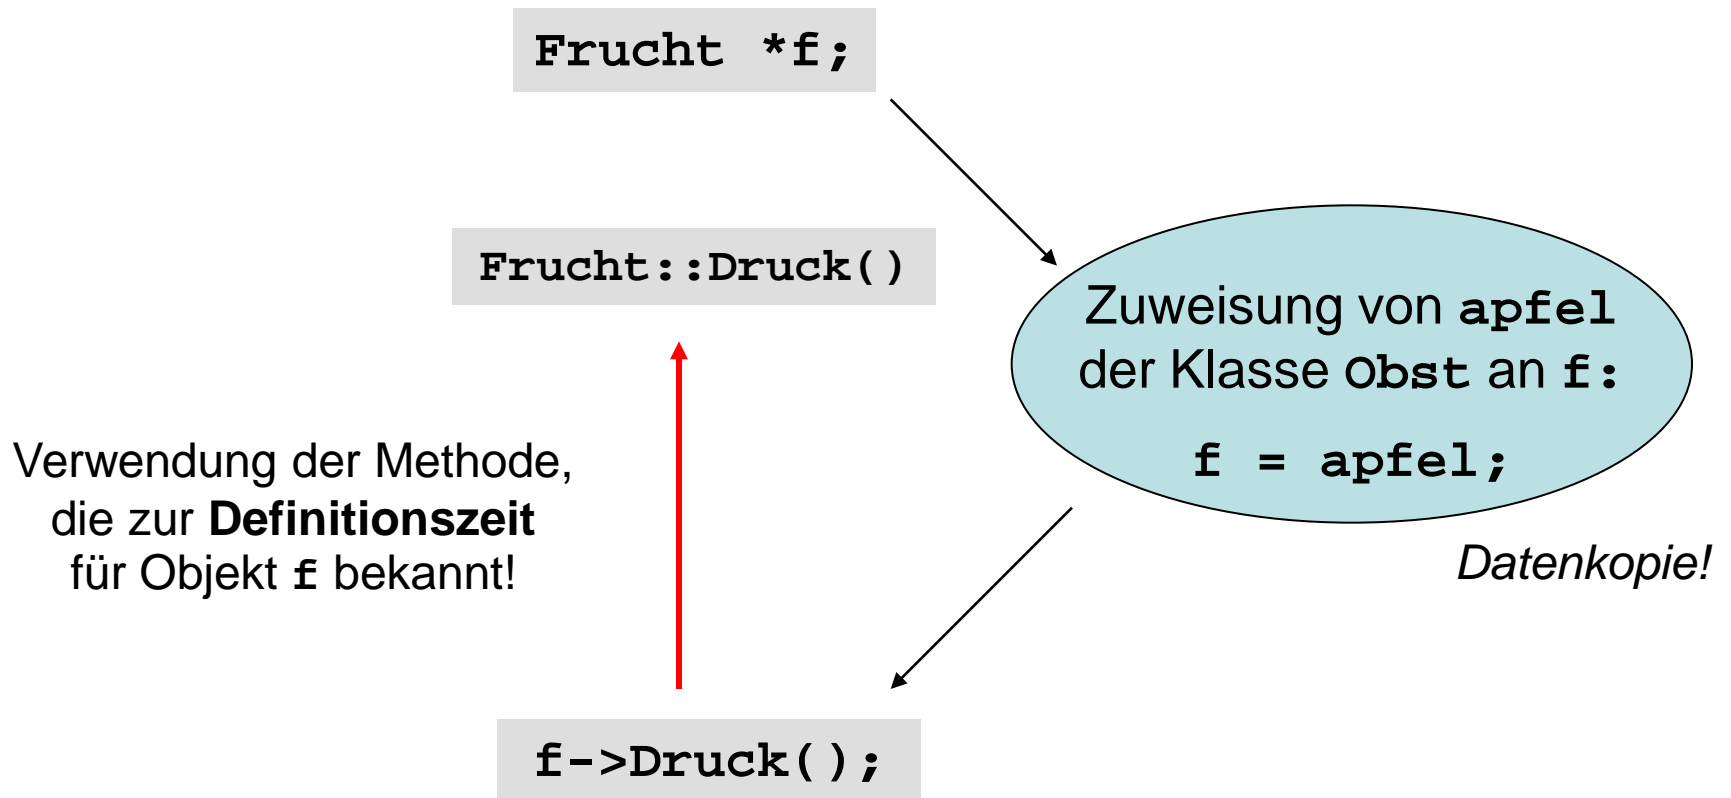 Frucht *f;
Frucht::Druck()
Zuweisung von apfel
der Klasse Obst an f:
f = apfel;
Verwendung der Methode,
die zur Definitionszeit
für Objekt f bekannt!
Datenkopie!
f->Druck();